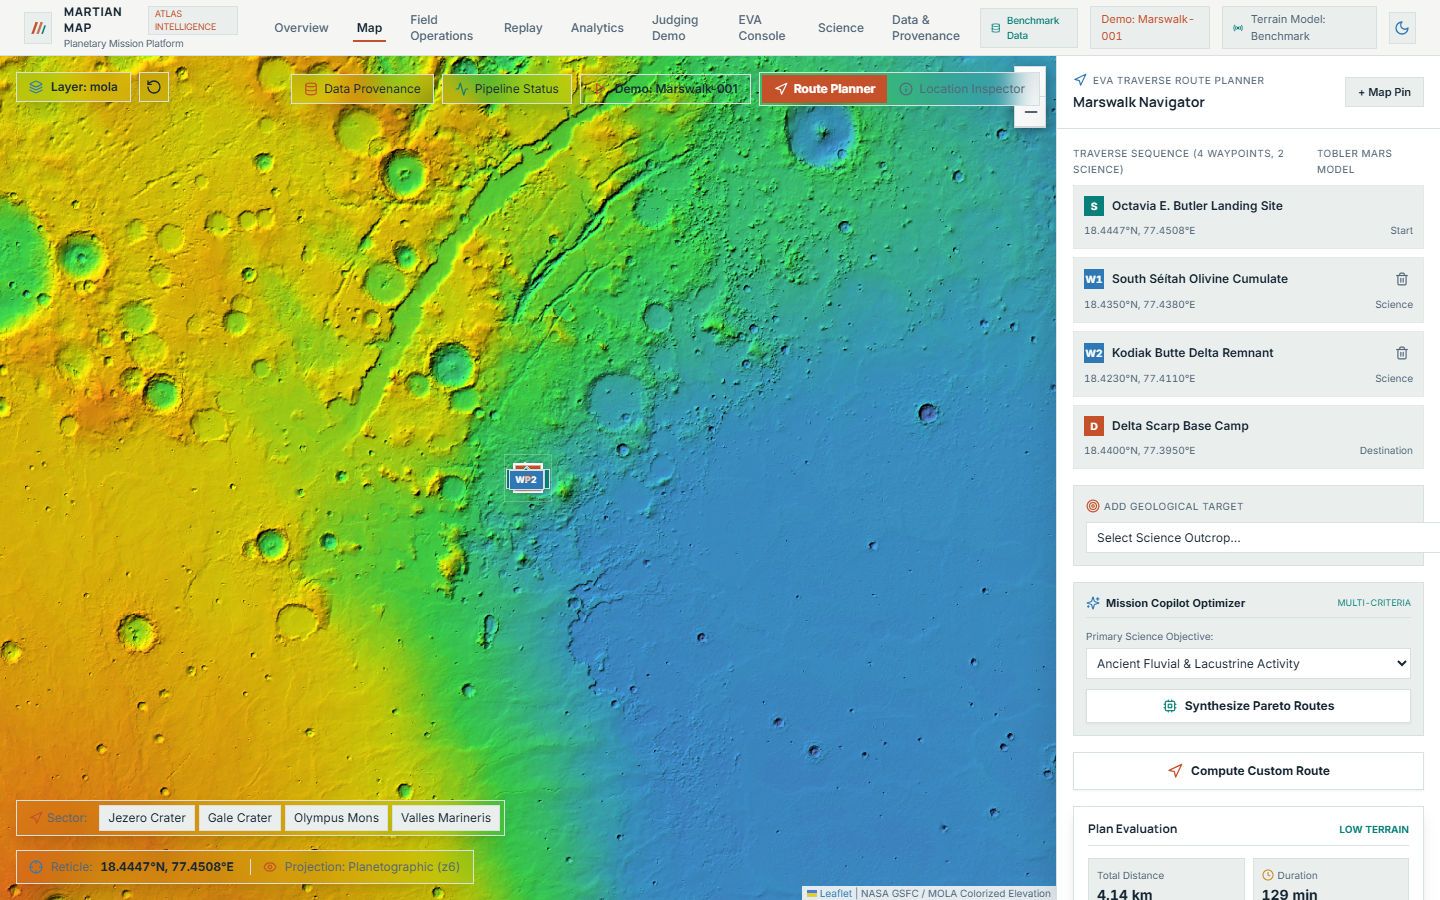 MARTIAN MAP
ATLAS INTELLIGENCE
Planetary Mission Platform
Overview
Map
Field Operations
Replay
Analytics
Judging Demo
EVA Console
Science
Data & Provenance
Benchmark Data
Demo: Marswalk-001
Terrain Model: Benchmark
Layer: mola
Data Provenance
Pipeline Status
Demo: Marswalk-001
Route Planner
Location Inspector
EVA TRAVERSE ROUTE PLANNER
Marswalk Navigator
+ Map Pin
TRAVERSE SEQUENCE (4 WAYPOINTS, 2 SCIENCE)
TOBLER MARS MODEL
S Octavia E. Butler Landing Site
18.4447°N, 77.4508°E Start
W1 South Séítah Olivine Cumulate
18.4350°N, 77.4380°E Science
W2 Kodiak Butte Delta Remnant
18.4230°N, 77.4110°E Science
D Delta Scarp Base Camp
18.4400°N, 77.3950°E Destination
ADD GEOLOGICAL TARGET
Select Science Outcrop...
Mission Copilot Optimizer MULTI-CRITERIA
Primary Science Objective:
Ancient Fluvial & Lacustrine Activity
Synthesize Pareto Routes
Compute Custom Route
Plan Evaluation LOW TERRAIN
Total Distance
4.14 km
Duration
129 min
Sector: Jezero Crater Gale Crater Olympus Mons Valles Marineris
Reticle: 18.4447°N, 77.4508°E Projection: Planetographic (z6)
Leaflet | NASA GSFC / MOLA Colorized Elevation